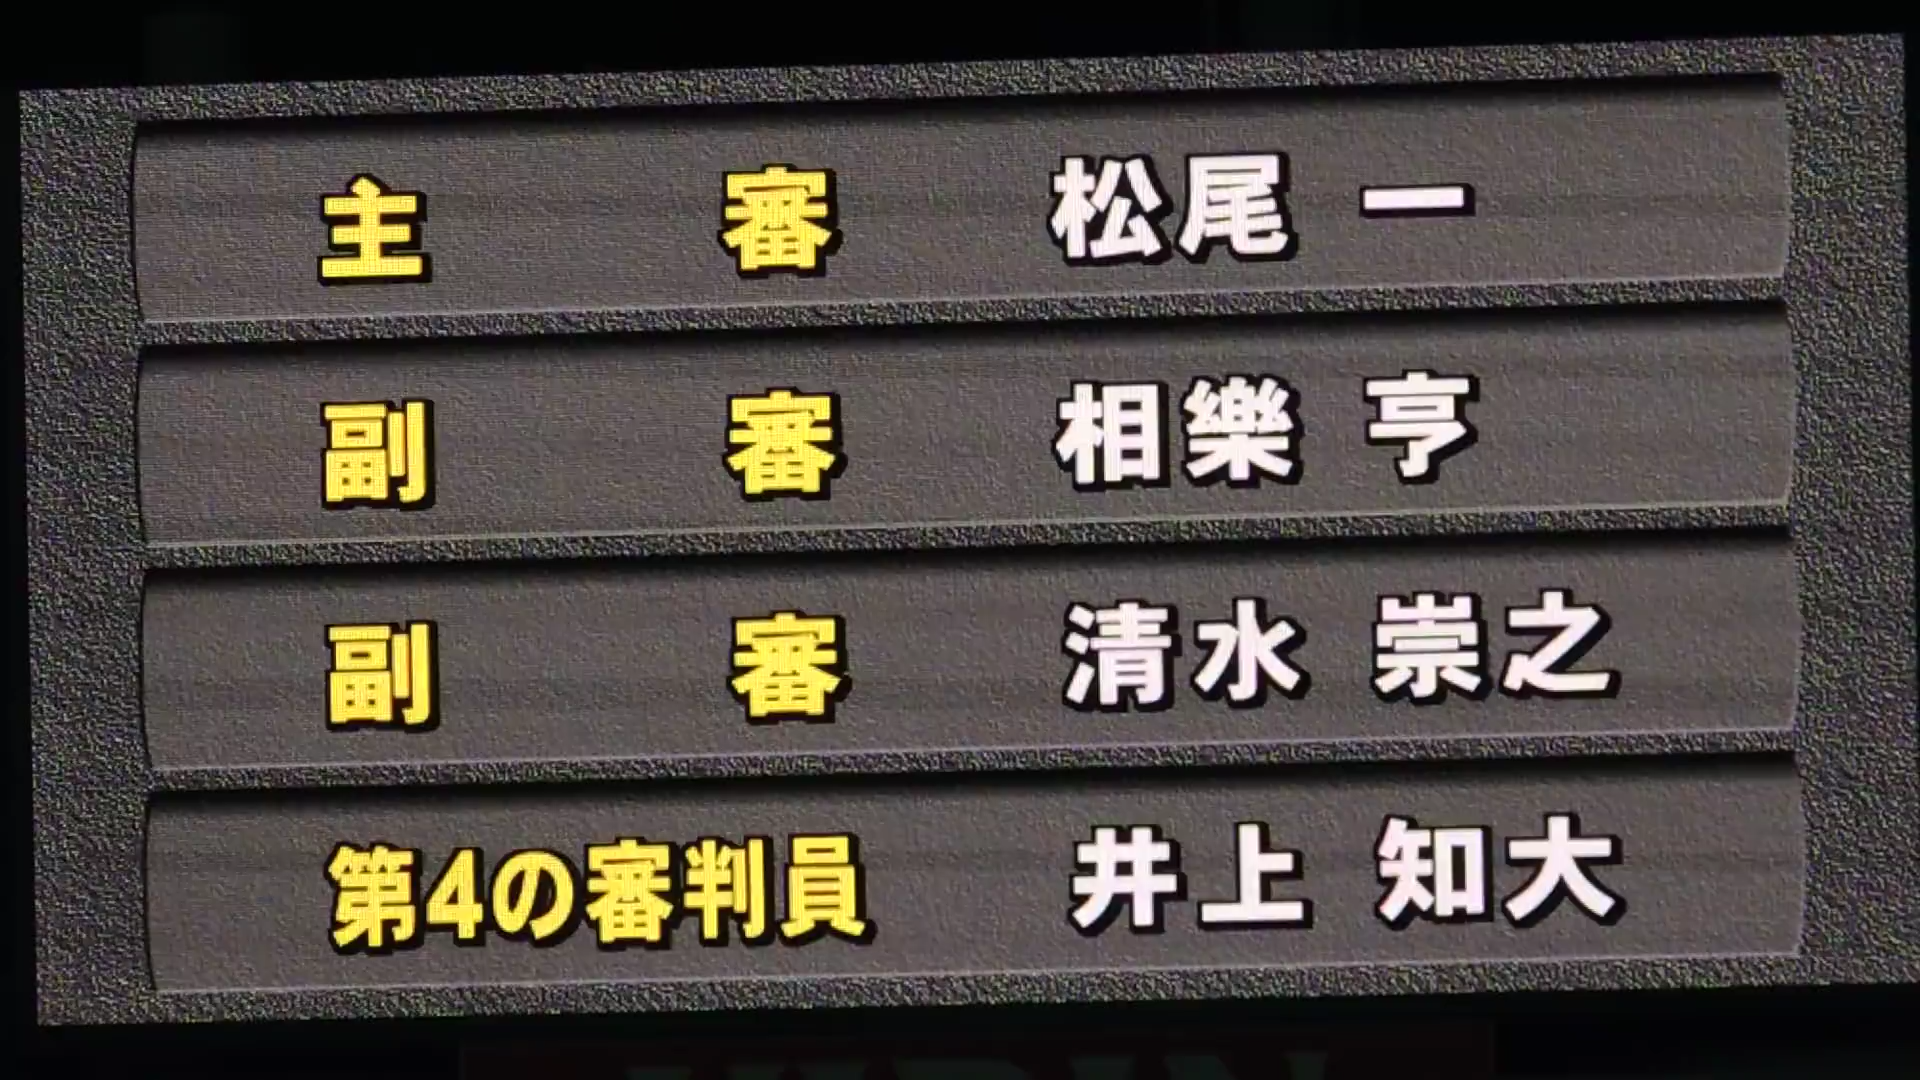 主審 松尾 一
副審 相樂 亨
副審 清水 崇之
第4の審判員 井上 知大